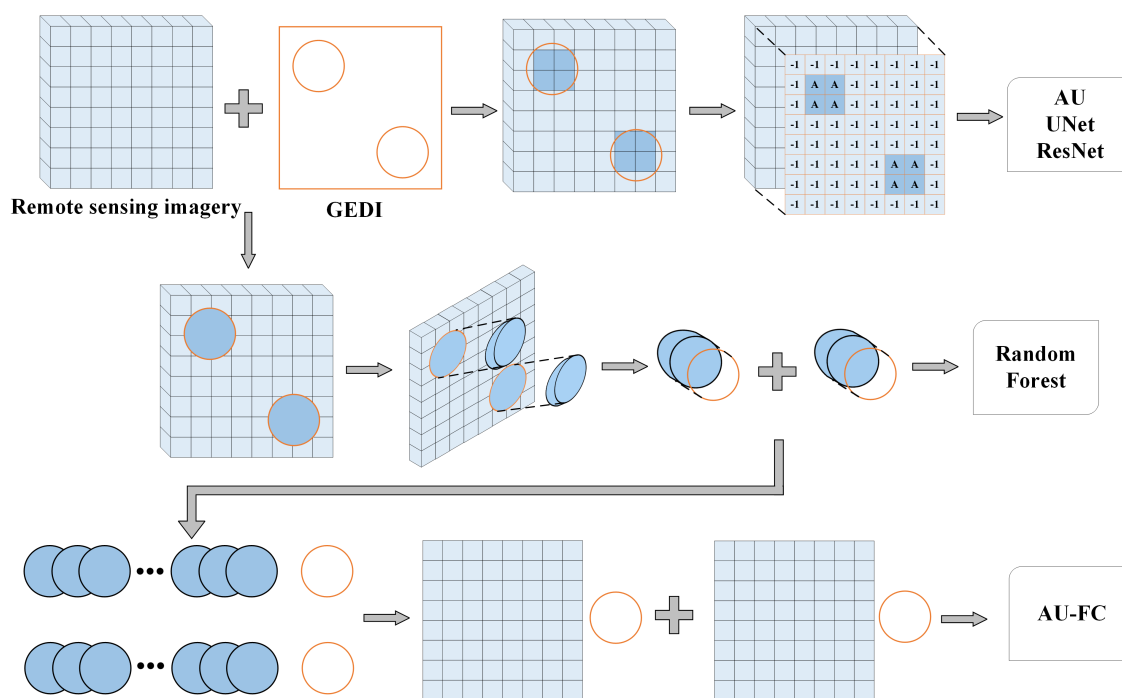 -1 -1 -1 -1 -1 -1 -1 -1
-1 A A -1 -1 -1 -1 -1
-1 A A -1 -1 -1 -1 -1
-1 -1 -1 -1 -1 -1 -1 -1
-1 -1 -1 -1 -1 -1 -1 -1
-1 -1 -1 -1 -1 A A -1
-1 -1 -1 -1 -1 A A -1
-1 -1 -1 -1 -1 -1 -1 -1
AU
UNet
ResNet
Remote sensing imagery
GEDI
Random
Forest
AU-FC